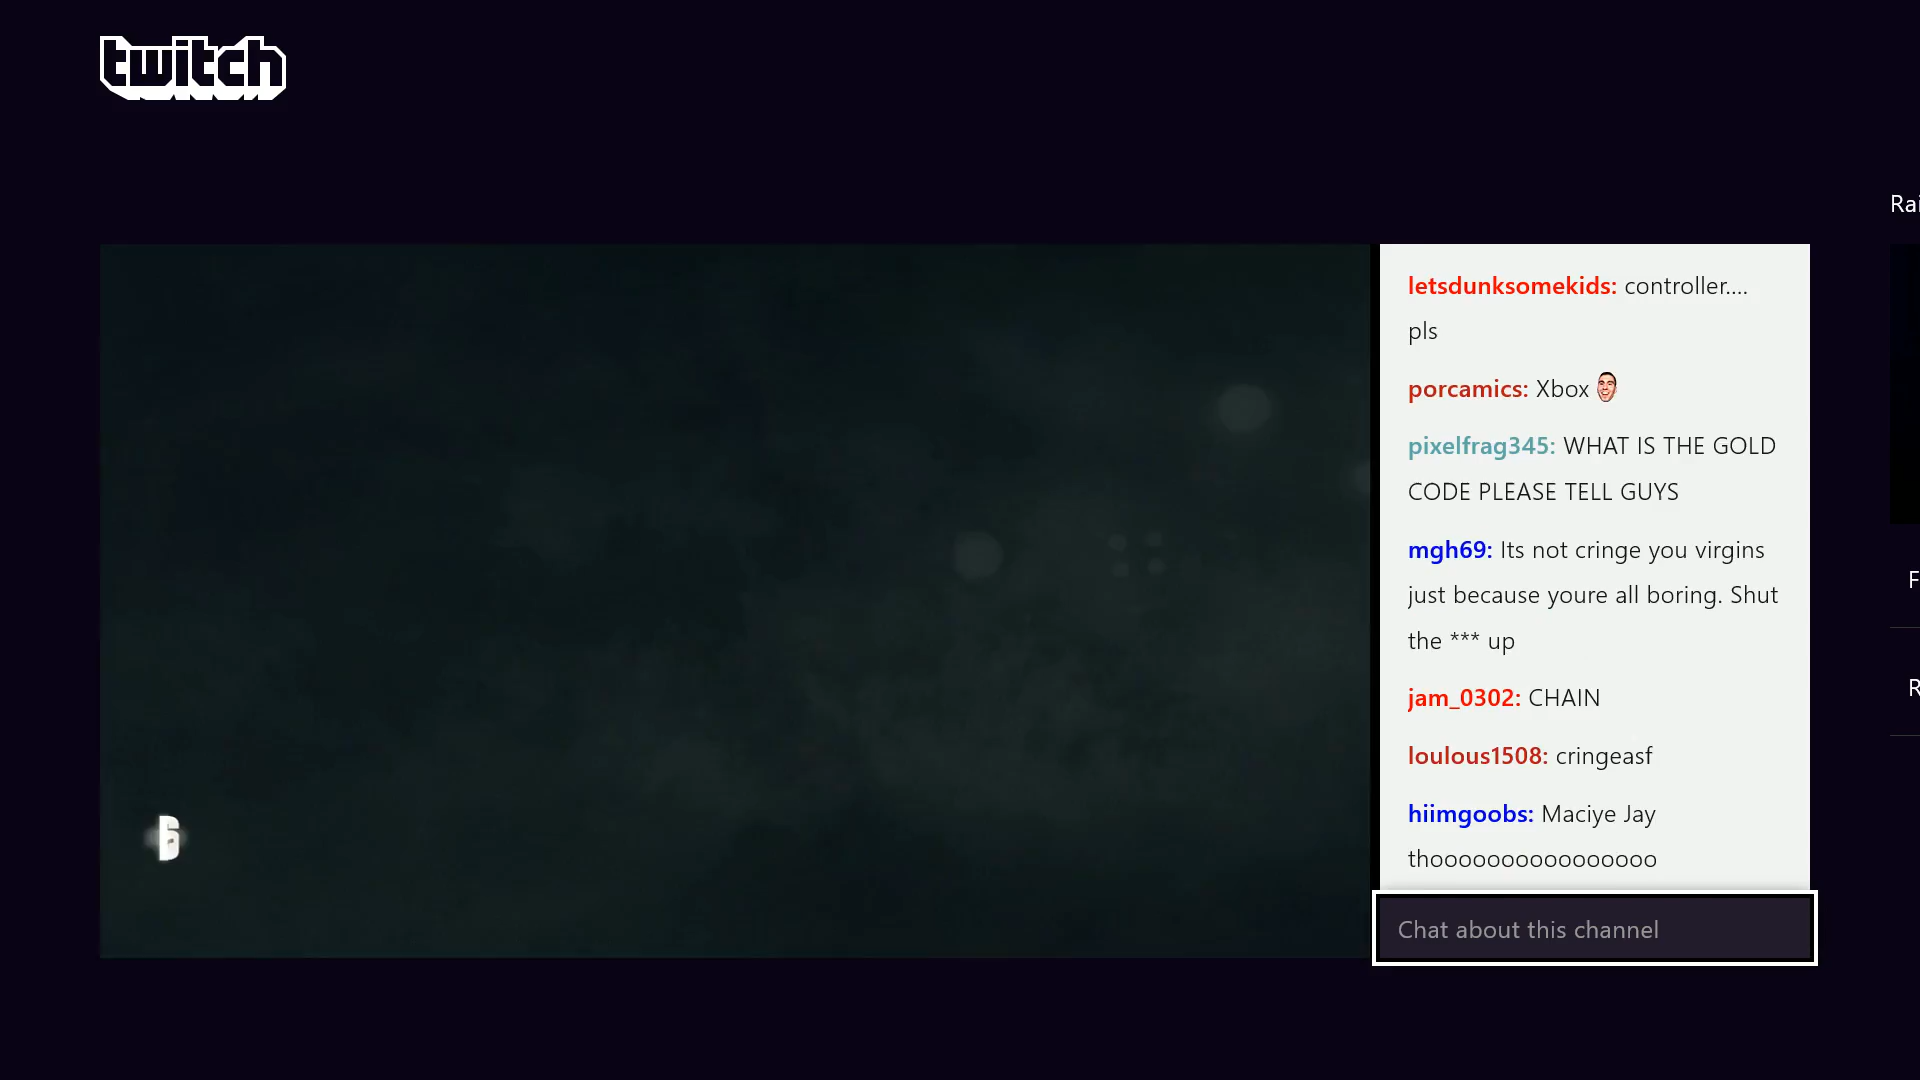 twitch
Rai
letsdunksomekids: controller....
pls
porcamics: Xbox
pixelfrag345: WHAT IS THE GOLD
CODE PLEASE TELL GUYS
mgh69: Its not cringe you virgins
just because youre all boring. Shut
the *** up
jam_0302: CHAIN
loulous1508: cringeasf
hiimgoobs: Maciye Jay
thoooooooooooooooo
Chat about this channel
F
R
6